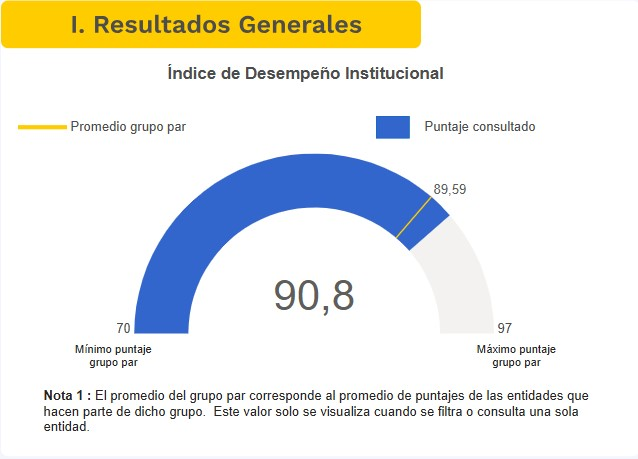 I. Resultados Generales
Índice de Desempeño Institucional
Promedio grupo par
Puntaje consultado
89,59
90,8
70
97
Mínimo puntaje
grupo par
Máximo puntaje
grupo par
Nota 1 : El promedio del grupo par corresponde al promedio de puntajes de las entidades que
hacen parte de dicho grupo. Este valor solo se visualiza cuando se filtra o consulta una sola
entidad.